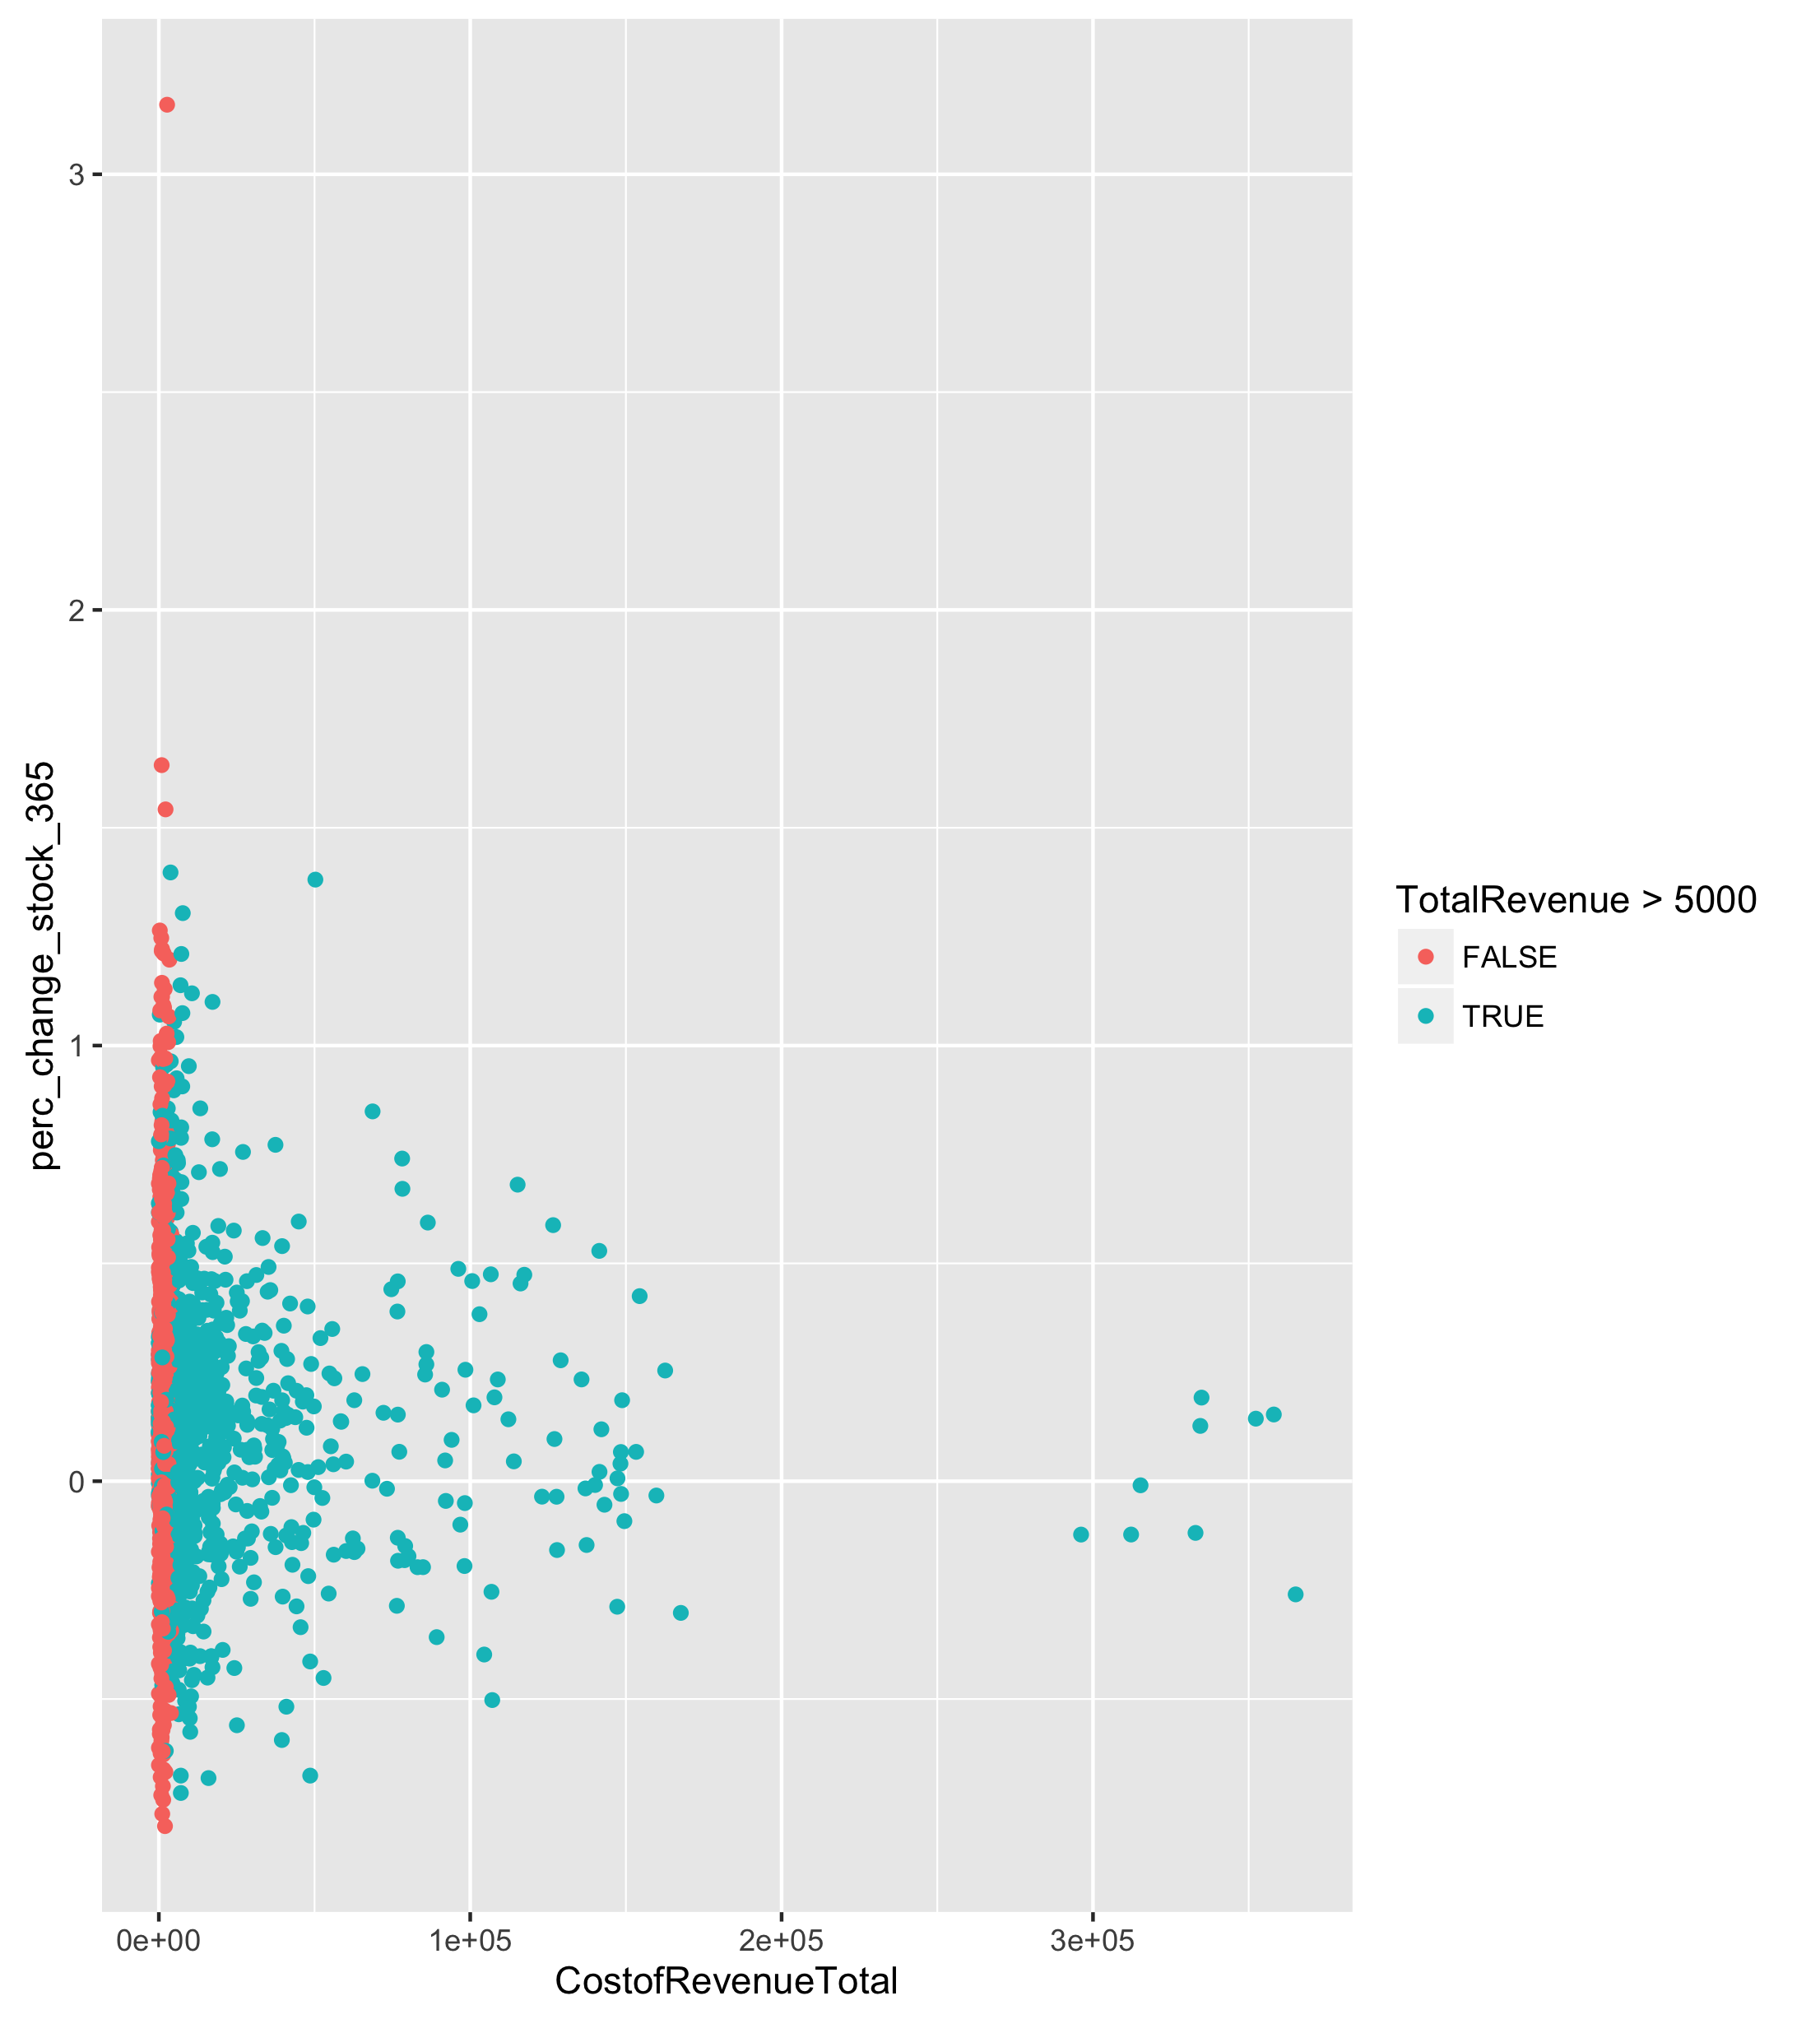 perc_change_stock_365
3
2
1
0
0e+00 1e+05 2e+05 3e+05
CostofRevenueTotal
TotalRevenue > 5000
FALSE
TRUE